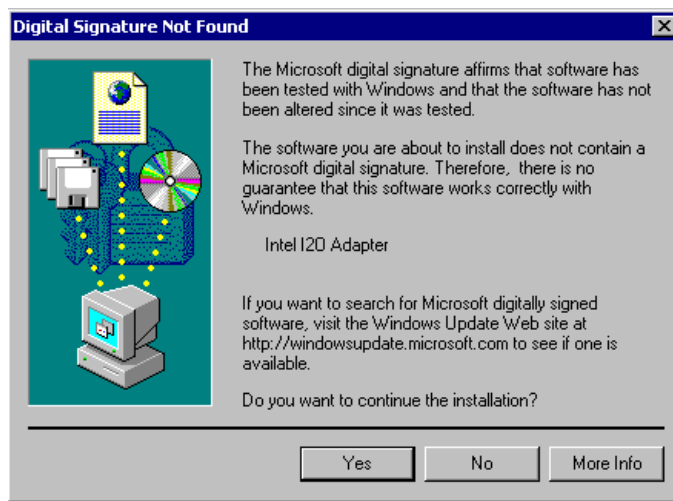 Digital Signature Not Found
The Microsoft digital signature affirms that software has
been tested with Windows and that the software has not
been altered since it was tested.
The software you are about to install does not contain a
Microsoft digital signature. Therefore, there is no
guarantee that this software works correctly with
Windows.
Intel I2O Adapter
If you want to search for Microsoft digitally signed
software, visit the Windows Update Web site at
http://windowsupdate.microsoft.com to see if one is
available.
Do you want to continue the installation?
Yes
No
More Info